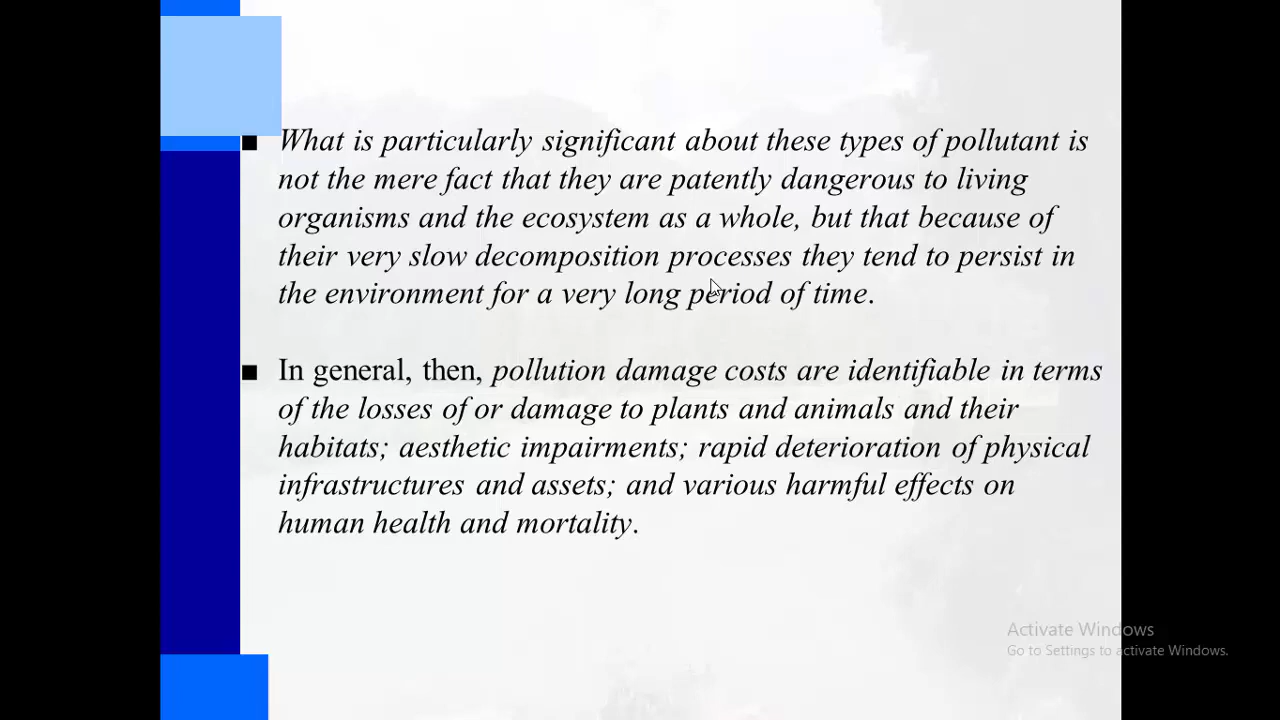 ■ What is particularly significant about these types of pollutant is
not the mere fact that they are patently dangerous to living
organisms and the ecosystem as a whole, but that because of
their very slow decomposition processes they tend to persist in
the environment for a very long period of time.
■ In general, then, pollution damage costs are identifiable in terms
of the losses of or damage to plants and animals and their
habitats; aesthetic impairments; rapid deterioration of physical
infrastructures and assets; and various harmful effects on
human health and mortality.
Activate Windows
Go to Settings to activate Windows.